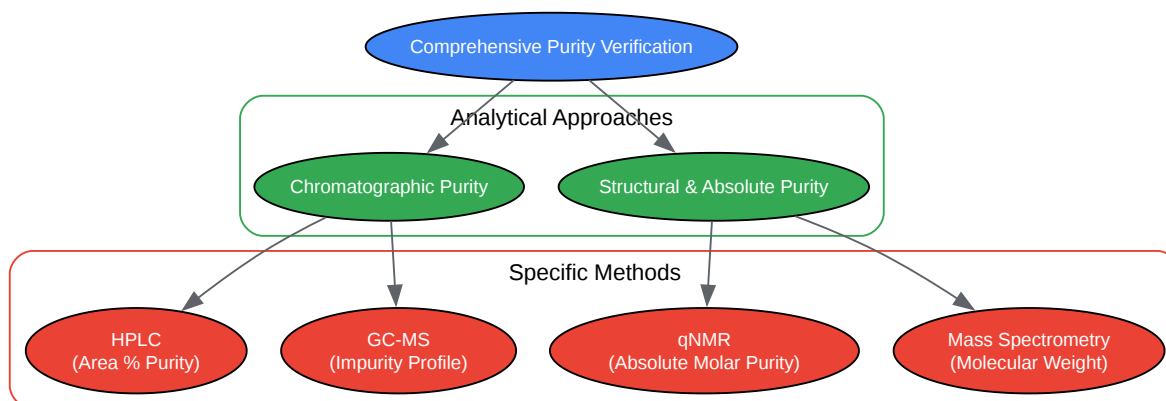 Comprehensive Purity Verification
Analytical Approaches
Chromatographic Purity
Structural & Absolute Purity
Specific Methods
HPLC
(Area % Purity)
GC-MS
(Impurity Profile)
qNMR
(Absolute Molar Purity)
Mass Spectrometry
(Molecular Weight)